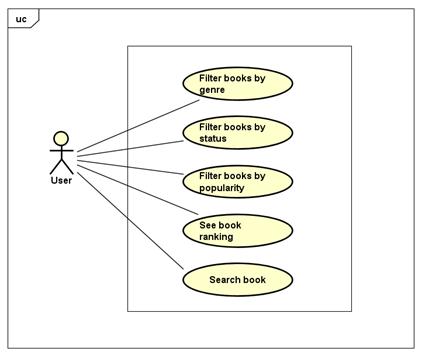 uc
Filter books by
genre
Filter books by
status
Filter books by
popularity
User
See book
ranking
Search book